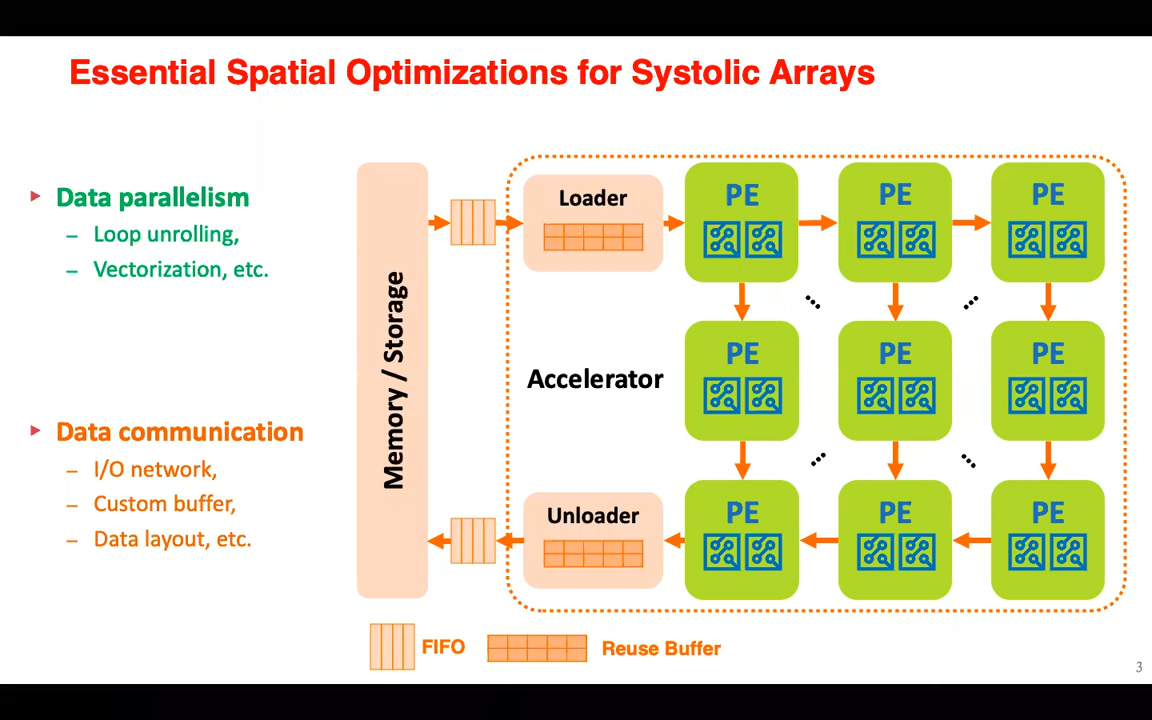 Essential Spatial Optimizations for Systolic Arrays
Data parallelism
– Loop unrolling,
– Vectorization, etc.
Data communication
– I/O network,
– Custom buffer,
– Data layout, etc.
Memory / Storage
Loader
PE
PE
PE
Accelerator
PE
PE
PE
Unloader
PE
PE
PE
FIFO
Reuse Buffer
3